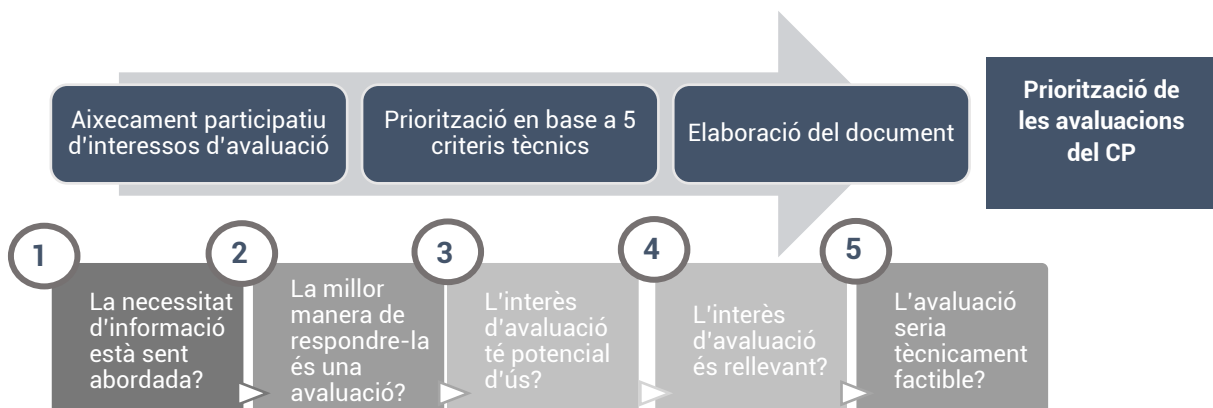 Aixecament participatiu
d'interessos d'avaluació
Priorització en base a 5
criteris tècnics
Elaboració del document
Priorització de
les avaluacions
del CP
1
La necessitat
d'informació
està sent
abordada?
2
La millor
manera de
respondre-la
és una
avaluació?
3
L'interès
d'avaluació
té potencial
d'ús?
4
L'interès
d'avaluació
és rellevant?
5
L'avaluació
seria
tècnicament
factible?